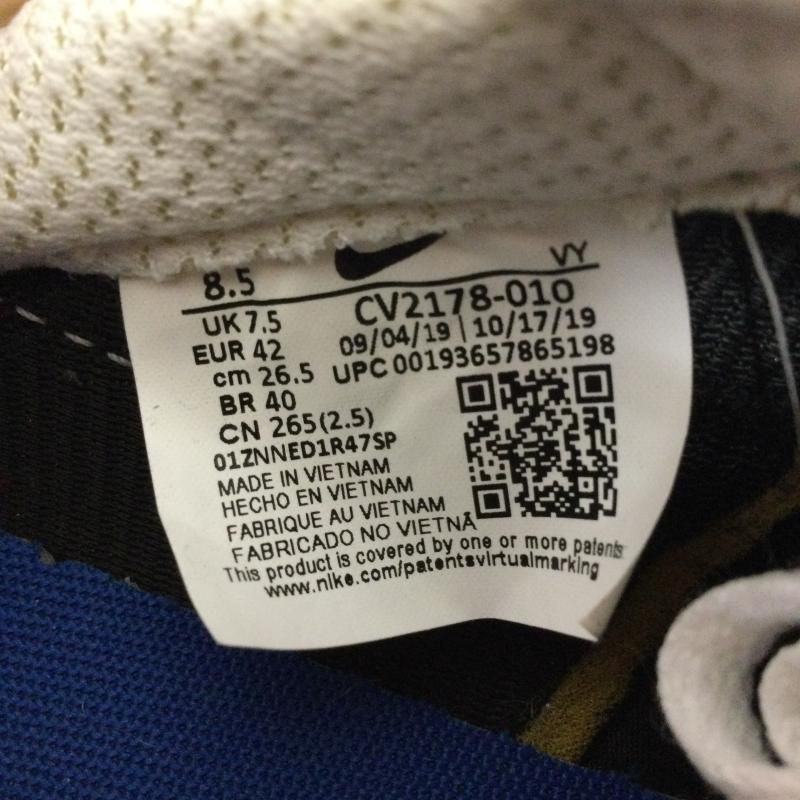 VY
8.5
CV2178-010
UK 7.5
09/04/19 | 10/17/19
EUR 42
UPC 00193657865198
cm 26.5
BR 40
CN 265(2.5)
01ZNNED1R47SP
MADE IN VIETNAM
HECHO EN VIETNAM
FABRIQUE AU VIETNAM
FABRICADO NO VIETNÃ
This product is covered by one or more patents
www.nike.com/patentsvirtualmarking